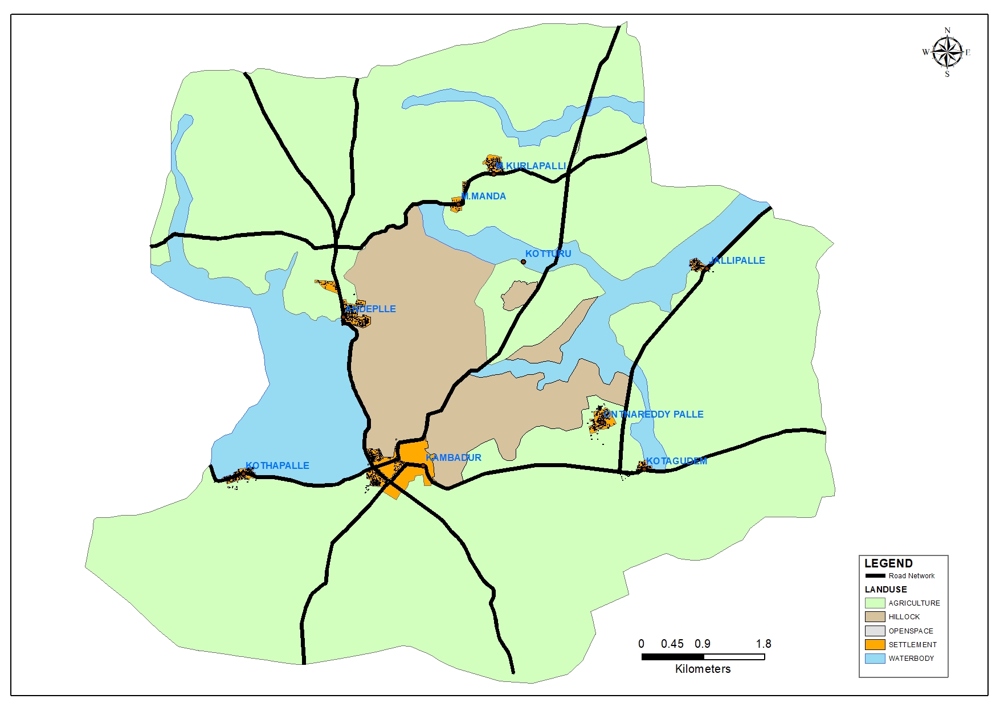 N
W E
S
M.KURLAPALLI
M.MANDA
KOTTURU
JALLIPALLE
ANDEPLLE
ONTNAREDDY PALLE
KAMBADUR
KOTHAPALLE
KOTAGUDEM
LEGEND
Road Network
LANDUSE
AGRICULTURE
HILLOCK
OPENSPACE
SETTLEMENT
WATERBODY
0 0.45 0.9 1.8
Kilometers